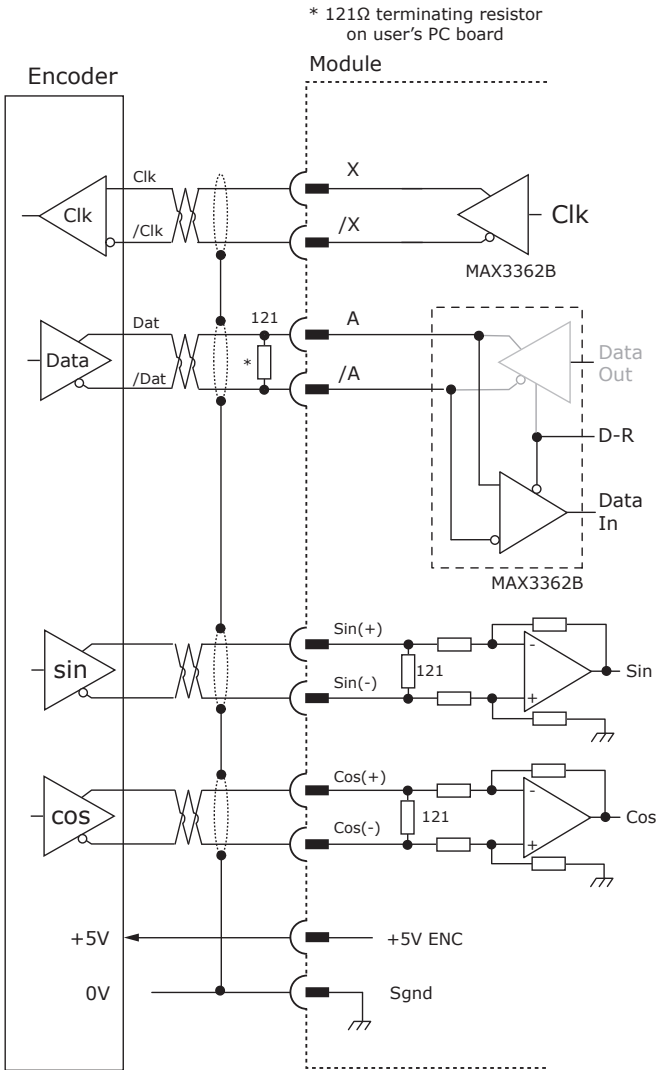 * 121Ω terminating resistor
on user's PC board
Encoder
Module
Clk
/Clk
Clk
X
/X
Clk
MAX3362B
Dat
/Dat
Data
121
*
A
/A
Data
Out
D-R
Data
In
MAX3362B
sin
Sin(+)
Sin(-)
121
-
+
Sin
cos
Cos(+)
Cos(-)
121
-
+
Cos
+5V
+5V ENC
0V
Sgnd